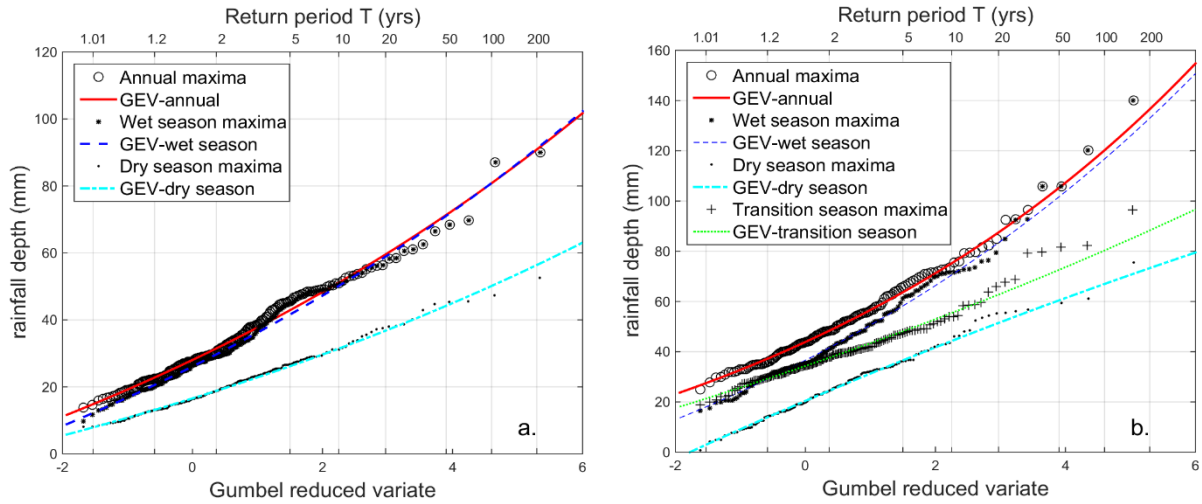 Return period T (yrs)
1.01 1.2 2 5 10 20 50 100 200
120
100
80
60
40
20
0
rainfall depth (mm)
Annual maxima
GEV-annual
Wet season maxima
GEV-wet season
Dry season maxima
GEV-dry season
a.
-2 0 2 4 6
Gumbel reduced variate
Return period T (yrs)
1.01 1.2 2 5 10 20 50 100 200
160
140
120
100
80
60
40
20
0
rainfall depth (mm)
Annual maxima
GEV-annual
Wet season maxima
GEV-wet season
Dry season maxima
GEV-dry season
Transition season maxima
GEV-transition season
b.
-2 0 2 4 6
Gumbel reduced variate